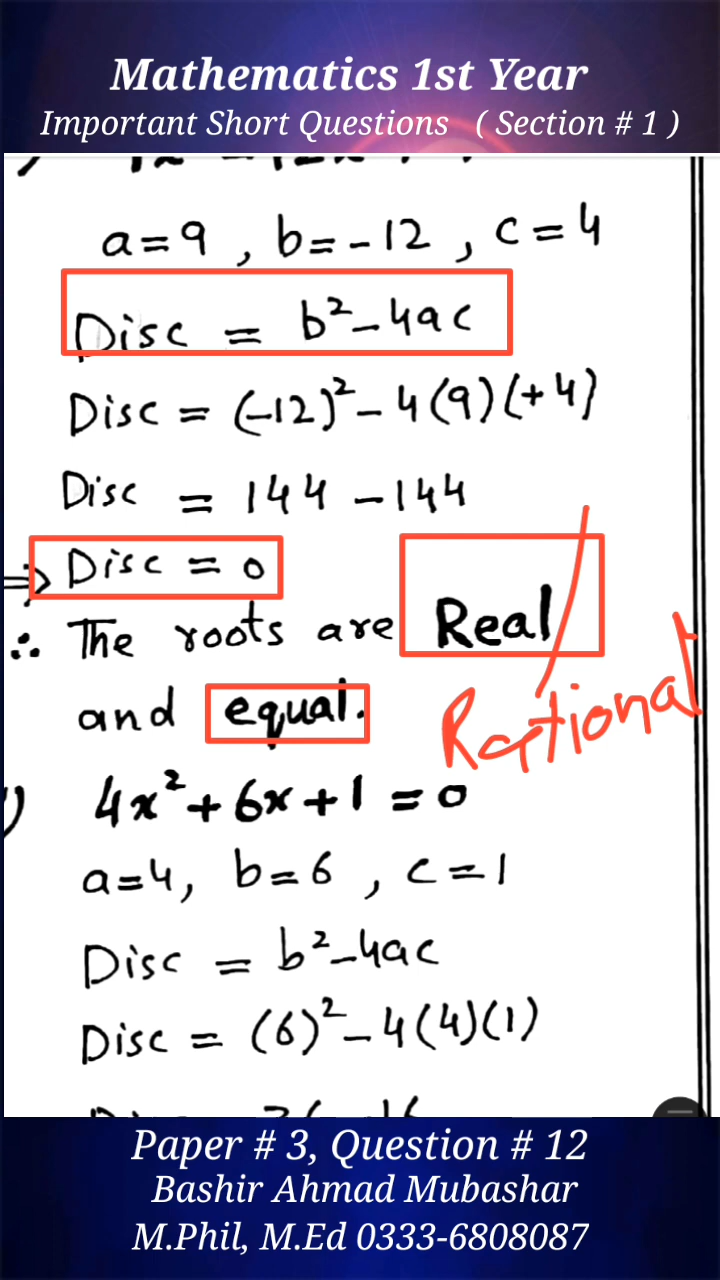 Mathematics 1st Year
Important Short Questions ( Section # 1 )
a=9 , b=-12 , c=4
Disc = b²-4ac
Disc = (-12)²-4(9)(+4)
Disc = 144-144
⇒ Disc = 0
∴ The roots are Real
and equal.
Rational
4x²+6x+1=0
a=4, b=6 , c=1
Disc = b²-4ac
Disc = (6)²-4(4)(1)
Paper # 3, Question # 12
Bashir Ahmad Mubashar
M.Phil, M.Ed 0333-6808087